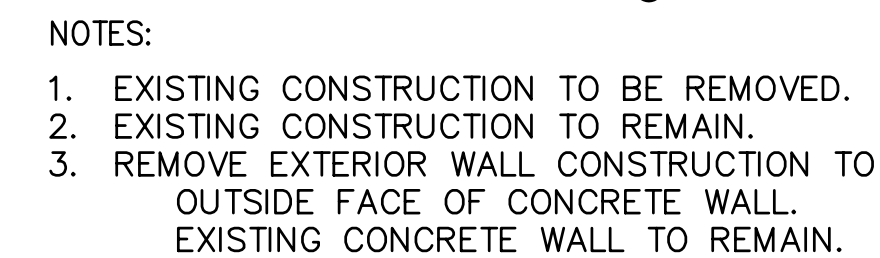 NOTES:
1. EXISTING CONSTRUCTION TO BE REMOVED.
2. EXISTING CONSTRUCTION TO REMAIN.
3. REMOVE EXTERIOR WALL CONSTRUCTION TO
OUTSIDE FACE OF CONCRETE WALL.
EXISTING CONCRETE WALL TO REMAIN.